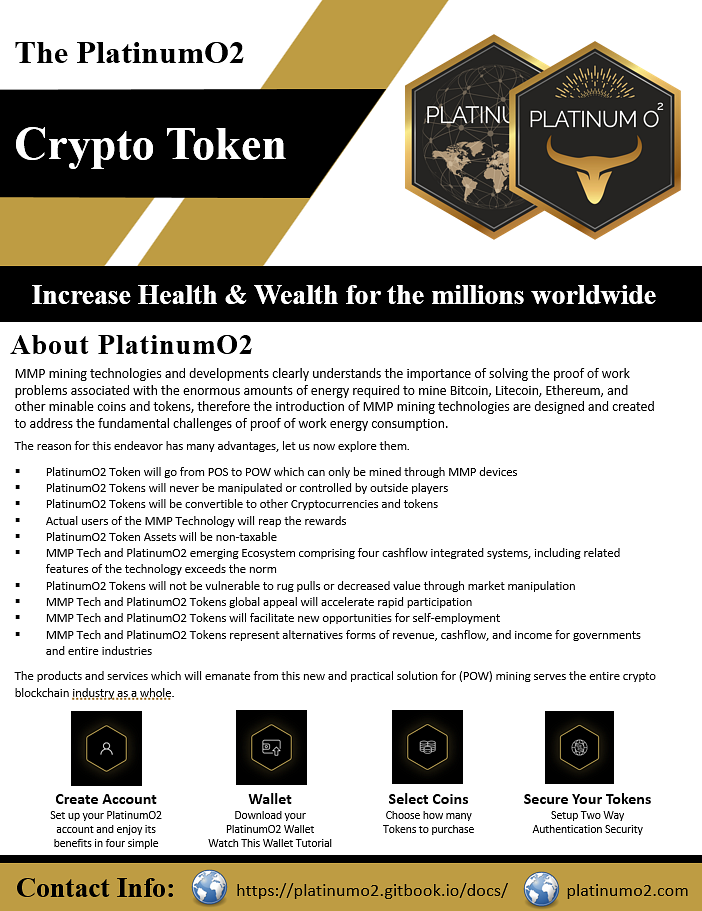 The PlatinumO2
Crypto Token
PLATINU
PLATINUM O²
Increase Health & Wealth for the millions worldwide
About PlatinumO2
MMP mining technologies and developments clearly understands the importance of solving the proof of work
problems associated with the enormous amounts of energy required to mine Bitcoin, Litecoin, Ethereum, and
other minable coins and tokens, therefore the introduction of MMP mining technologies are designed and created
to address the fundamental challenges of proof of work energy consumption.
The reason for this endeavor has many advantages, let us now explore them.
▪ PlatinumO2 Token will go from POS to POW which can only be mined through MMP devices
▪ PlatinumO2 Tokens will never be manipulated or controlled by outside players
▪ PlatinumO2 Tokens will be convertible to other Cryptocurrencies and tokens
▪ Actual users of the MMP Technology will reap the rewards
▪ PlatinumO2 Token Assets will be non-taxable
▪ MMP Tech and PlatinumO2 emerging Ecosystem comprising four cashflow integrated systems, including related
features of the technology exceeds the norm
▪ PlatinumO2 Tokens will not be vulnerable to rug pulls or decreased value through market manipulation
▪ MMP Tech and PlatinumO2 Tokens global appeal will accelerate rapid participation
▪ MMP Tech and PlatinumO2 Tokens will facilitate new opportunities for self-employment
▪ MMP Tech and PlatinumO2 Tokens represent alternatives forms of revenue, cashflow, and income for governments
and entire industries
The products and services which will emanate from this new and practical solution for (POW) mining serves the entire crypto
blockchain industry as a whole.
Create Account
Set up your PlatinumO2
account and enjoy its
benefits in four simple
Wallet
Download your
PlatinumO2 Wallet
Watch This Wallet Tutorial
Select Coins
Choose how many
Tokens to purchase
Secure Your Tokens
Setup Two Way
Authentication Security
Contact Info:
https://platinumo2.gitbook.io/docs/
platinumo2.com